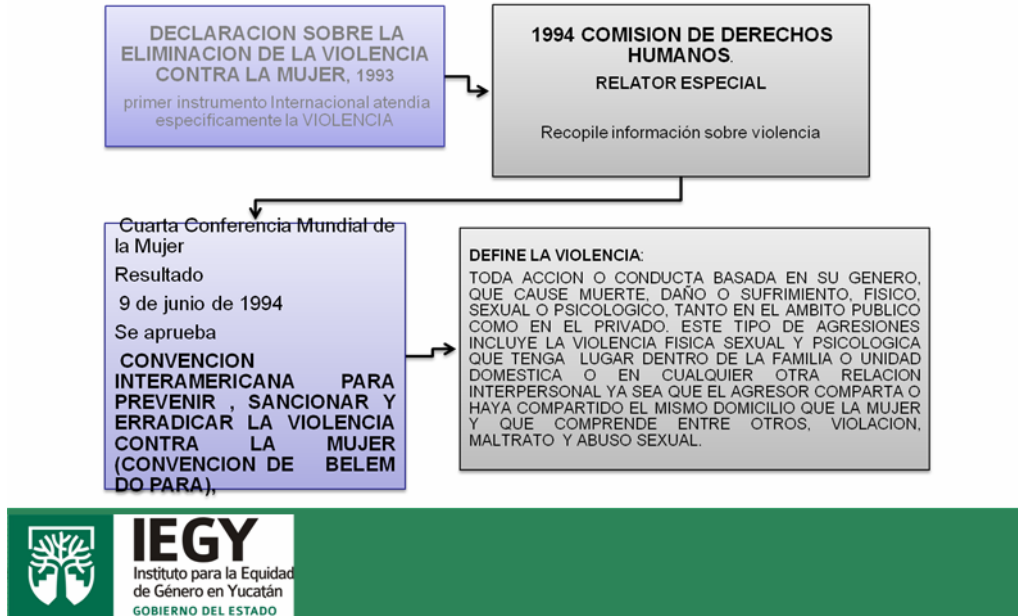 DECLARACION SOBRE LA
ELIMINACION DE LA VIOLENCIA
CONTRA LA MUJER, 1993
primer instrumento Internacional atendia
especificamente la VIOLENCIA
1994 COMISION DE DERECHOS
HUMANOS.
RELATOR ESPECIAL
Recopile información sobre violencia
Cuarta Conferencia Mundial de
la Mujer
Resultado
9 de junio de 1994
Se aprueba
CONVENCION
INTERAMERICANA PARA
PREVENIR , SANCIONAR Y
ERRADICAR LA VIOLENCIA
CONTRA LA MUJER
(CONVENCION DE BELEM
DO PARA),
DEFINE LA VIOLENCIA:
TODA ACCION O CONDUCTA BASADA EN SU GENERO,
QUE CAUSE MUERTE, DAÑO O SUFRIMIENTO, FISICO,
SEXUAL O PSICOLOGICO, TANTO EN EL AMBITO PUBLICO
COMO EN EL PRIVADO. ESTE TIPO DE AGRESIONES
INCLUYE LA VIOLENCIA FISICA SEXUAL Y PSICOLOGICA
QUE TENGA LUGAR DENTRO DE LA FAMILIA O UNIDAD
DOMESTICA O EN CUALQUIER OTRA RELACION
INTERPERSONAL YA SEA QUE EL AGRESOR COMPARTA O
HAYA COMPARTIDO EL MISMO DOMICILIO QUE LA MUJER
Y QUE COMPRENDE ENTRE OTROS, VIOLACION,
MALTRATO Y ABUSO SEXUAL.
IEGY
Instituto para la Equidad
de Género en Yucatán
GOBIERNO DEL ESTADO